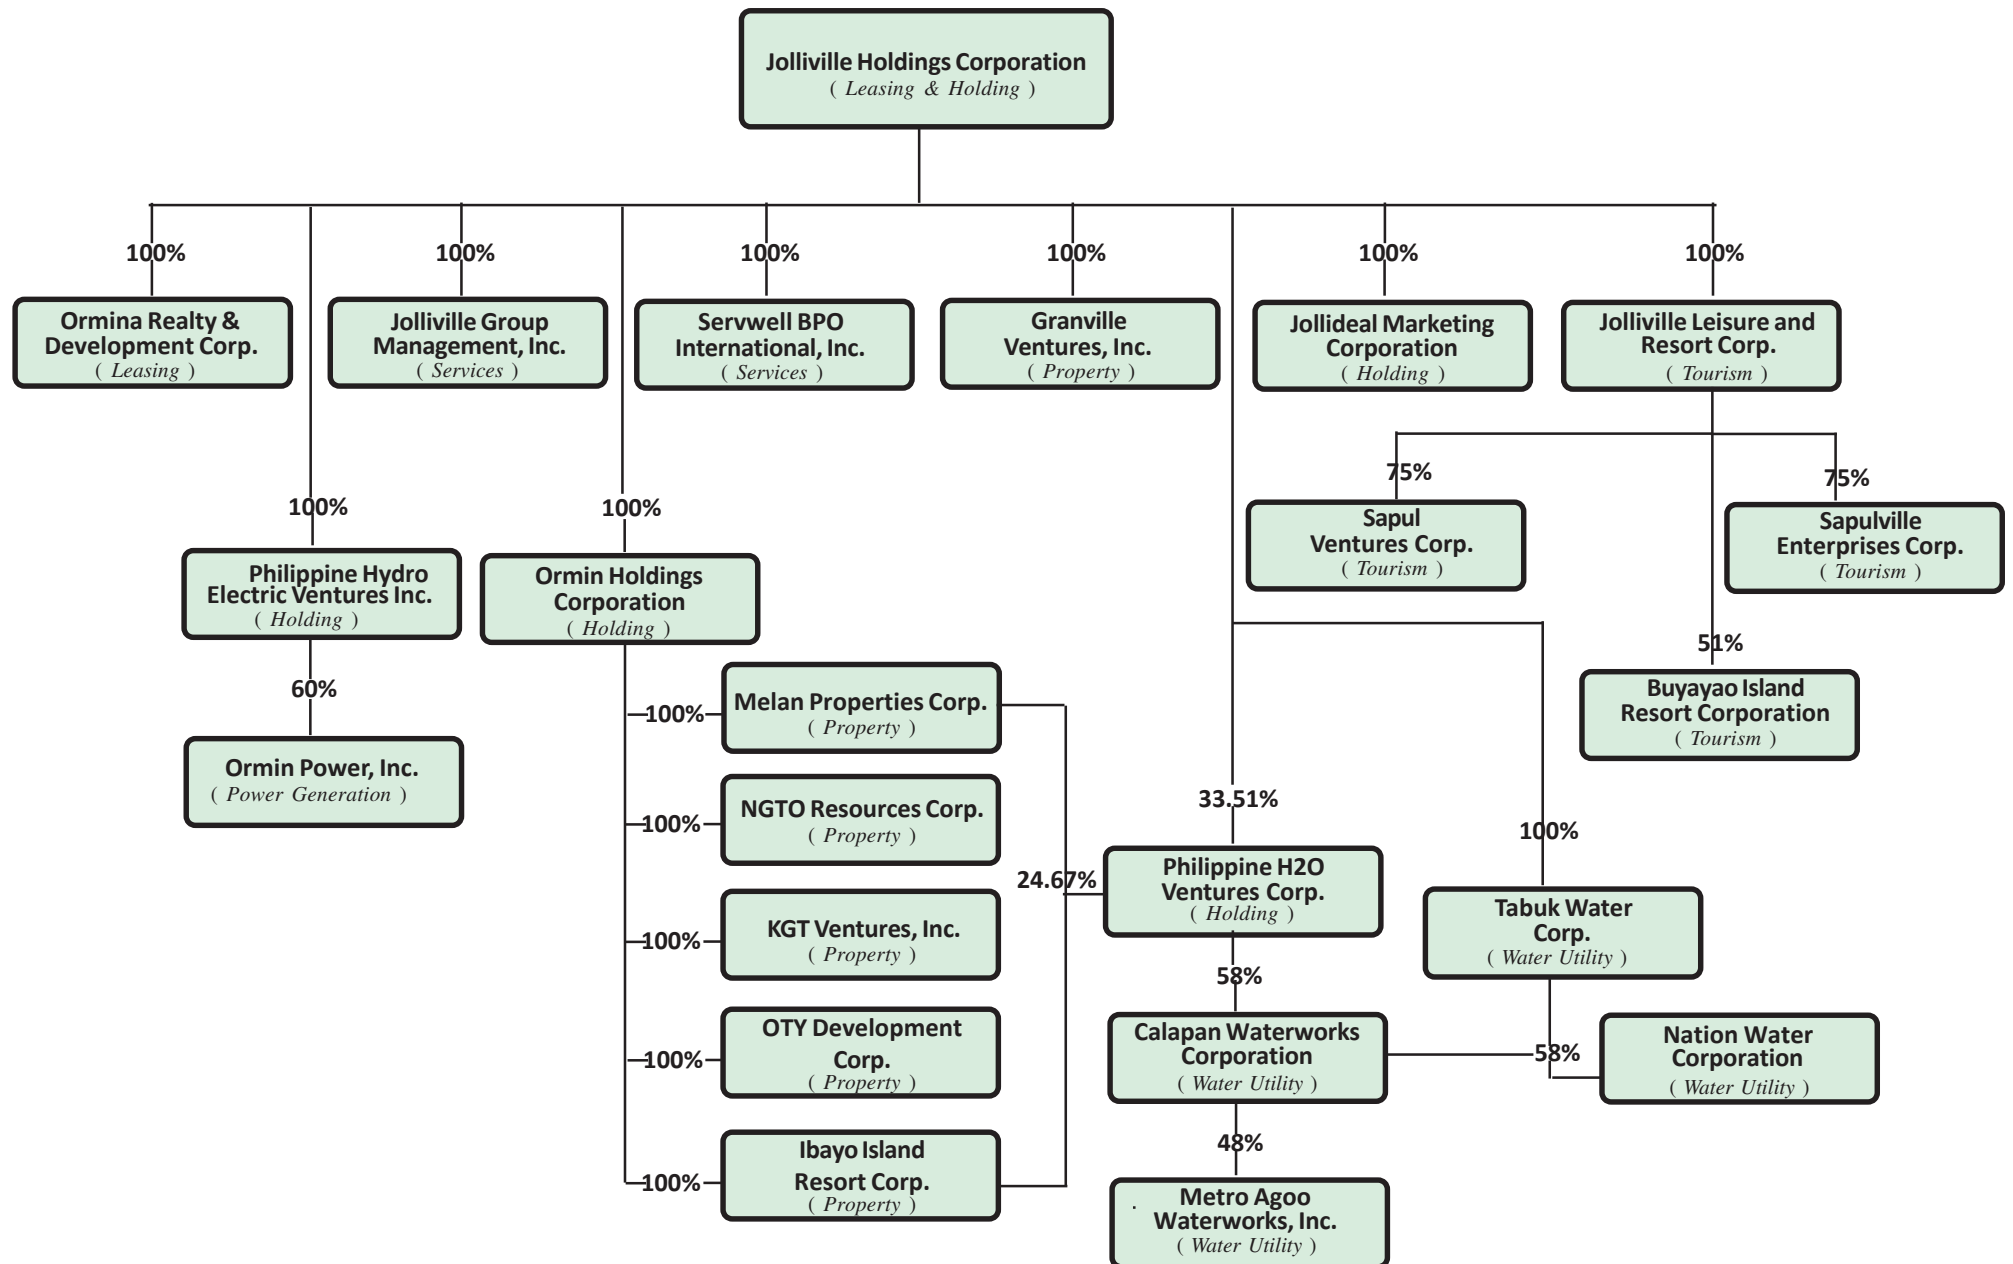 Jolliville Holdings Corporation
( Leasing & Holding )
100%
100%
100%
100%
100%
100%
Ormina Realty &
Development Corp.
( Leasing )
Jolliville Group
Management, Inc.
( Services )
Servwell BPO
International, Inc.
( Services )
Granville
Ventures, Inc.
( Property )
Jollideal Marketing
Corporation
( Holding )
Jolliville Leisure and
Resort Corp.
( Tourism )
75%
75%
100%
100%
Sapul
Ventures Corp.
( Tourism )
Sapulville
Enterprises Corp.
( Tourism )
Philippine Hydro
Electric Ventures Inc.
( Holding )
Ormin Holdings
Corporation
( Holding )
51%
60%
Buyayao Island
Resort Corporation
( Tourism )
100%
Melan Properties Corp.
( Property )
Ormin Power, Inc.
( Power Generation )
100%
NGTO Resources Corp.
( Property )
33.51%
100%
24.67%
Philippine H2O
Ventures Corp.
( Holding )
Tabuk Water
Corp.
( Water Utility )
100%
KGT Ventures, Inc.
( Property )
58%
100%
OTY Development
Corp.
( Property )
Calapan Waterworks
Corporation
( Water Utility )
58%
Nation Water
Corporation
( Water Utility )
48%
100%
Ibayo Island
Resort Corp.
( Property )
Metro Agoo
Waterworks, Inc.
( Water Utility )